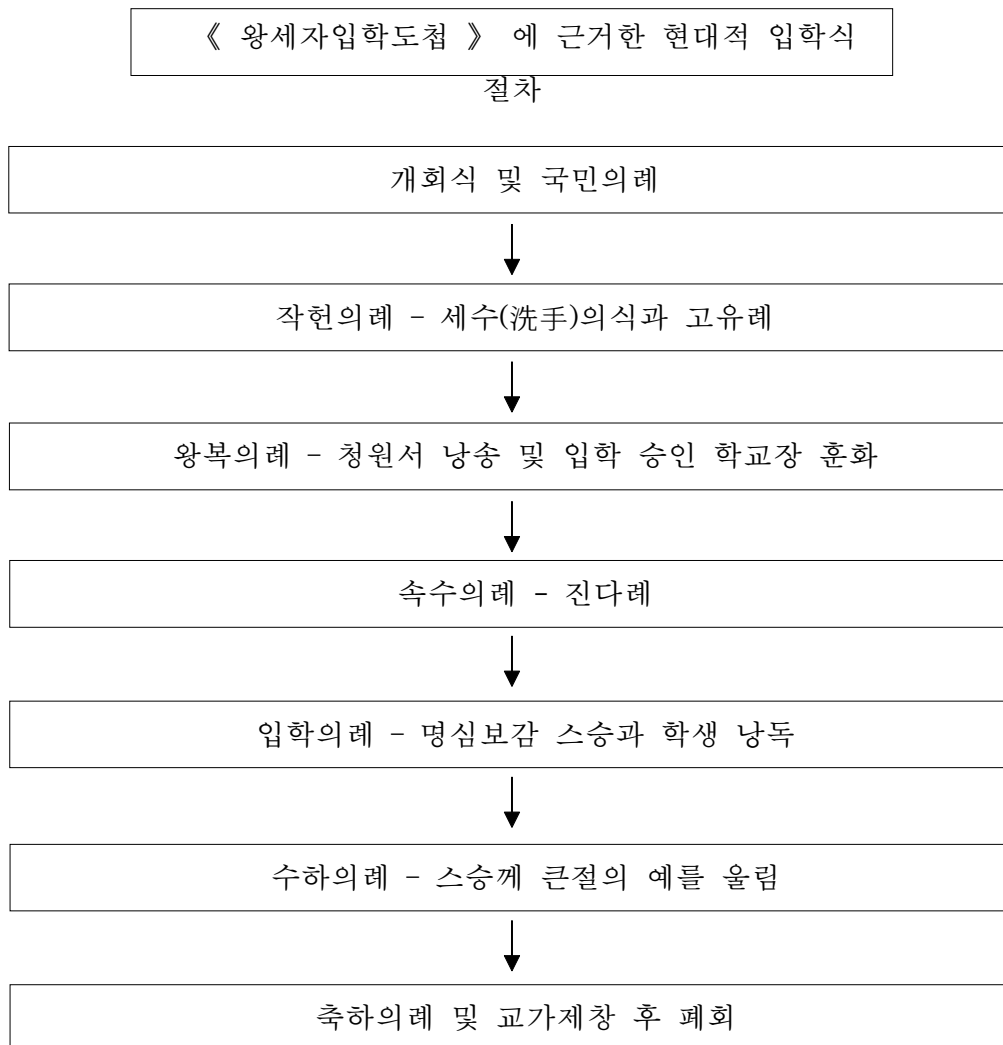 《 왕세자입학도첩 》 에 근거한 현대적 입학식
절차
개회식 및 국민의례
작헌의례 - 세수(洗手)의식과 고유례
왕복의례 - 청원서 낭송 및 입학 승인 학교장 훈화
속수의례 - 진다례
입학의례 - 명심보감 스승과 학생 낭독
수하의례 - 스승께 큰절의 예를 울림
축하의례 및 교가제창 후 폐회